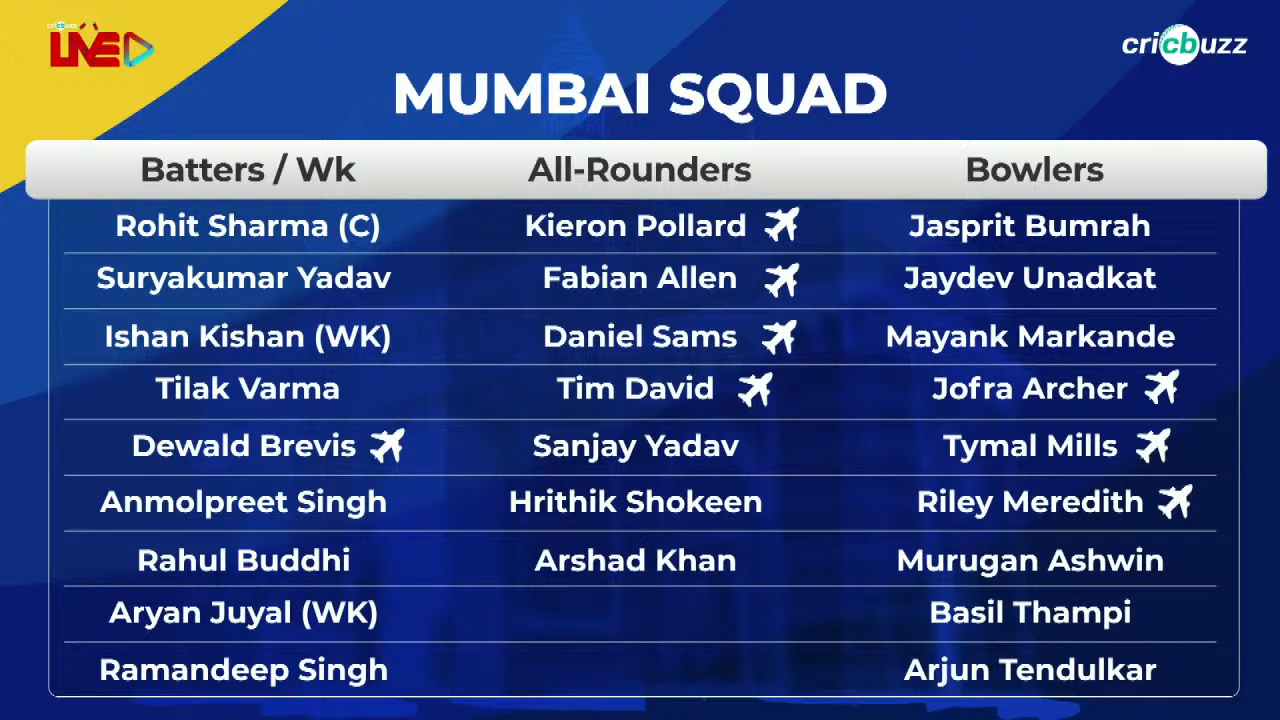 cricbuzz
LIVE
cricbuzz
MUMBAI SQUAD
Batters / Wk All-Rounders Bowlers
Rohit Sharma (C) Kieron Pollard Jasprit Bumrah
Suryakumar Yadav Fabian Allen Jaydev Unadkat
Ishan Kishan (WK) Daniel Sams Mayank Markande
Tilak Varma Tim David Jofra Archer
Dewald Brevis Sanjay Yadav Tymal Mills
Anmolpreet Singh Hrithik Shokeen Riley Meredith
Rahul Buddhi Arshad Khan Murugan Ashwin
Aryan Juyal (WK) Basil Thampi
Ramandeep Singh Arjun Tendulkar